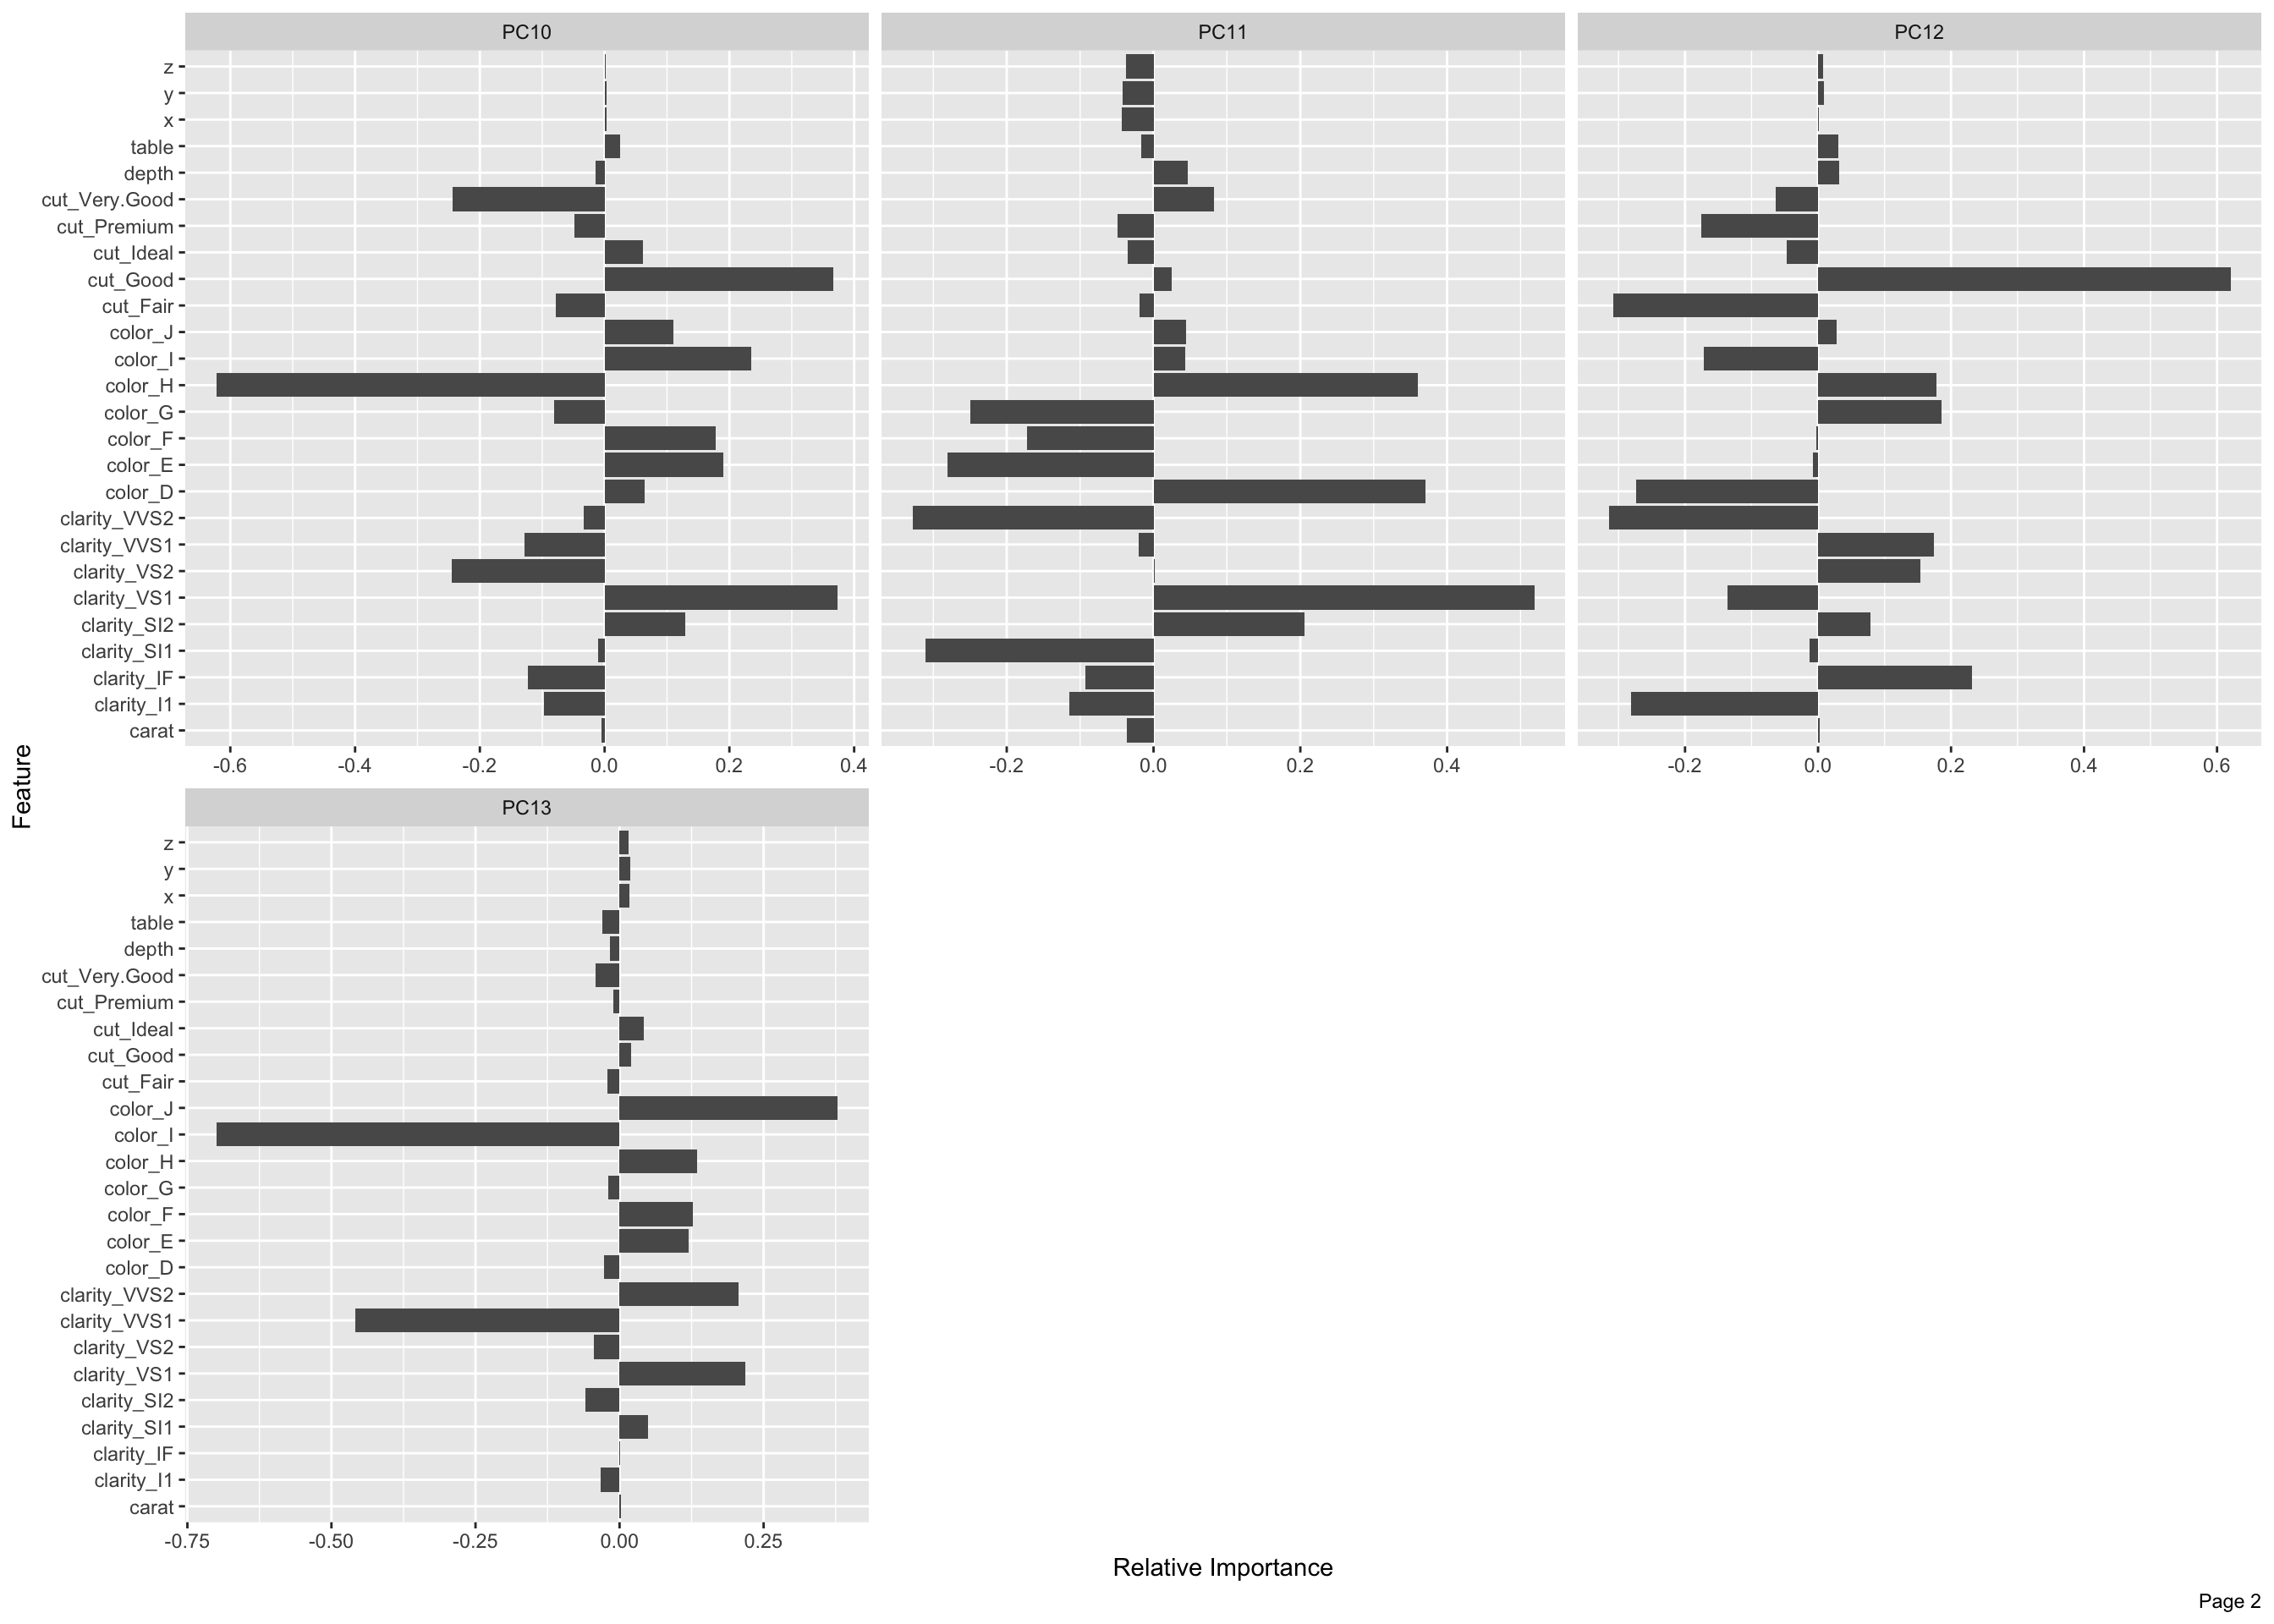 PC10
PC11
PC12
z
y
x
table
depth
cut_Very.Good
cut_Premium
cut_Ideal
cut_Good
cut_Fair
color_J
color_I
color_H
color_G
color_F
color_E
color_D
clarity_VVS2
clarity_VVS1
clarity_VS2
clarity_VS1
clarity_SI2
clarity_SI1
clarity_IF
clarity_I1
carat
-0.6 -0.4 -0.2 0.0 0.2 0.4
-0.2 0.0 0.2 0.4
-0.2 0.0 0.2 0.4 0.6
Feature
PC13
z
y
x
table
depth
cut_Very.Good
cut_Premium
cut_Ideal
cut_Good
cut_Fair
color_J
color_I
color_H
color_G
color_F
color_E
color_D
clarity_VVS2
clarity_VVS1
clarity_VS2
clarity_VS1
clarity_SI2
clarity_SI1
clarity_IF
clarity_I1
carat
-0.75 -0.50 -0.25 0.00 0.25
Relative Importance
Page 2